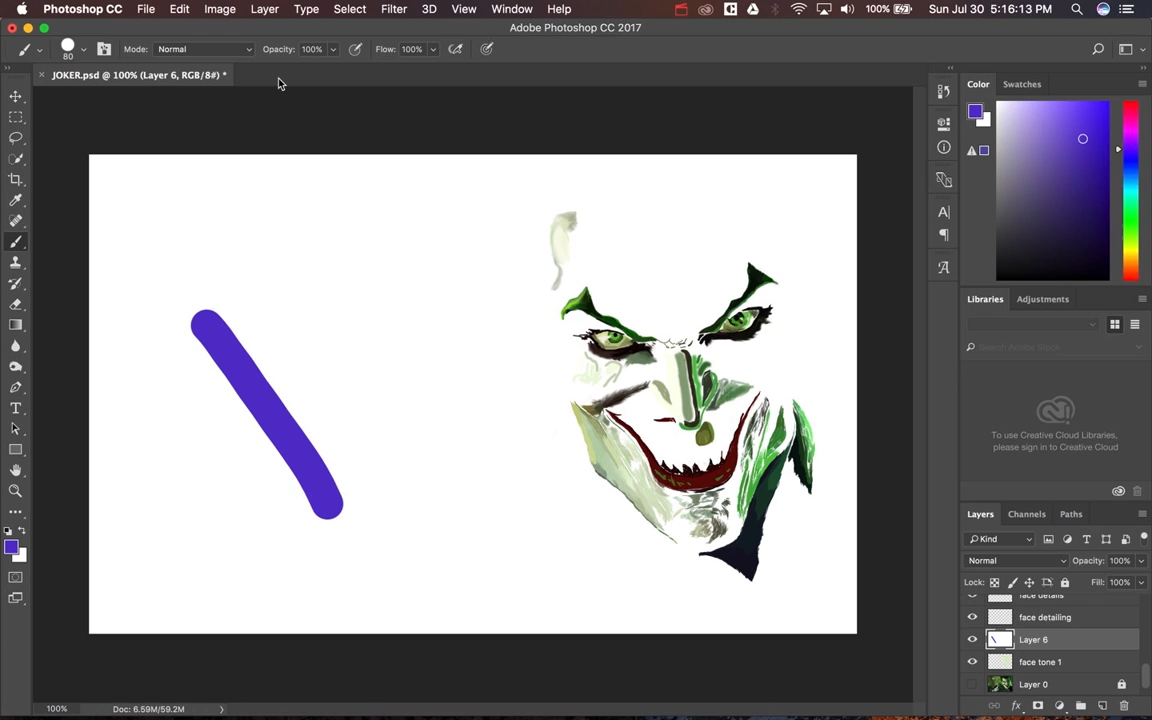 Photoshop CC File Edit Image Layer Type Select Filter 3D View Window Help 100% Sun Jul 30 5:16:13 PM
Adobe Photoshop CC 2017
80 Mode: Normal Opacity: 100% Flow: 100%
JOKER.psd @ 100% (Layer 6, RGB/8#) *
Color Swatches
Libraries Adjustments
Search Adobe Stock
To use Creative Cloud Libraries,
please sign in to Creative Cloud
Layers Channels Paths
Kind
Normal Opacity: 100%
Lock: Fill: 100%
face details
face detailing
Layer 6
face tone 1
Layer 0
100% Doc: 6.59M/59.2M